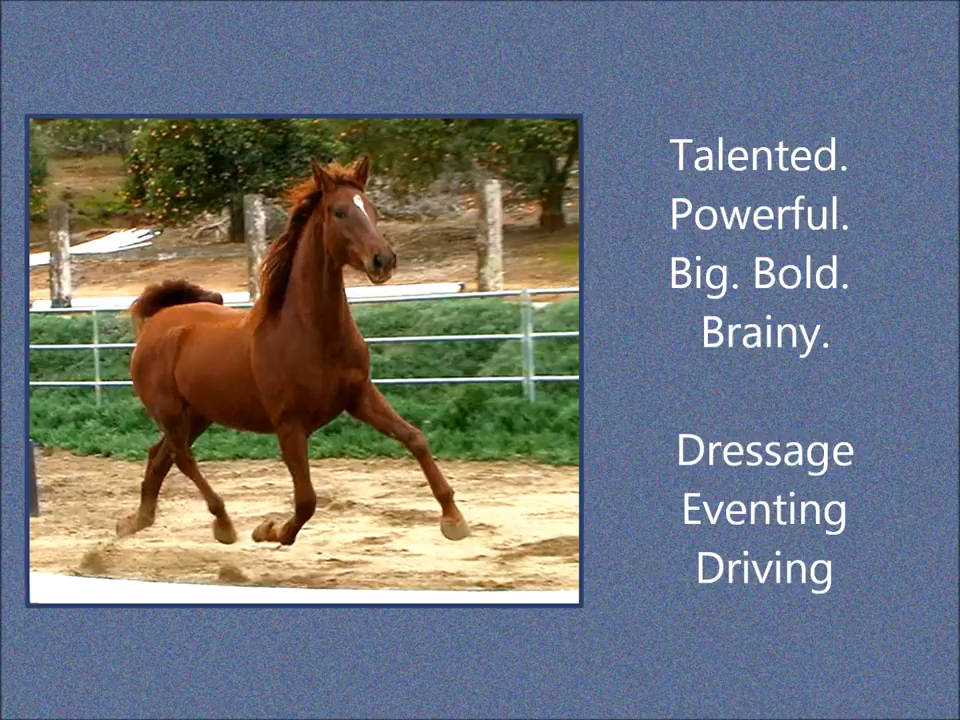 Talented.
Powerful.
Big. Bold.
Brainy.
Dressage
Eventing
Driving